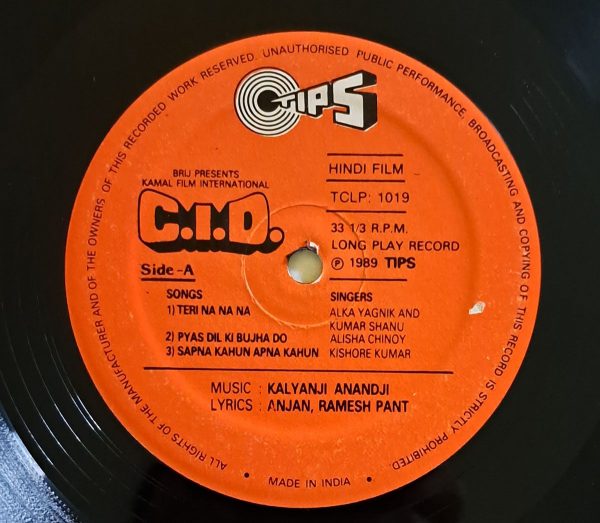 ALL RIGHTS OF THE MANUFACTURER AND OF THE OWNERS OF THIS RECORDED WORK RESERVED. UNAUTHORISED PUBLIC PERFORMANCE, BROADCASTING AND COPYING OF THIS RECORD IS STRICTLY PROHIBITED.
TIPS
BRIJ PRESENTS
KAMAL FILM INTERNATIONAL
C.I.D.
Side-A
HINDI FILM
TCLP: 1019
33 1/3 R.P.M.
LONG PLAY RECORD
℗ 1989 TIPS
SONGS SINGERS
1) TERI NA NA NA ALKA YAGNIK AND
KUMAR SHANU
2) PYAS DIL KI BUJHA DO ALISHA CHINOY
3) SAPNA KAHUN APNA KAHUN KISHORE KUMAR
MUSIC : KALYANJI ANANDJI
LYRICS : ANJAN, RAMESH PANT
• MADE IN INDIA •